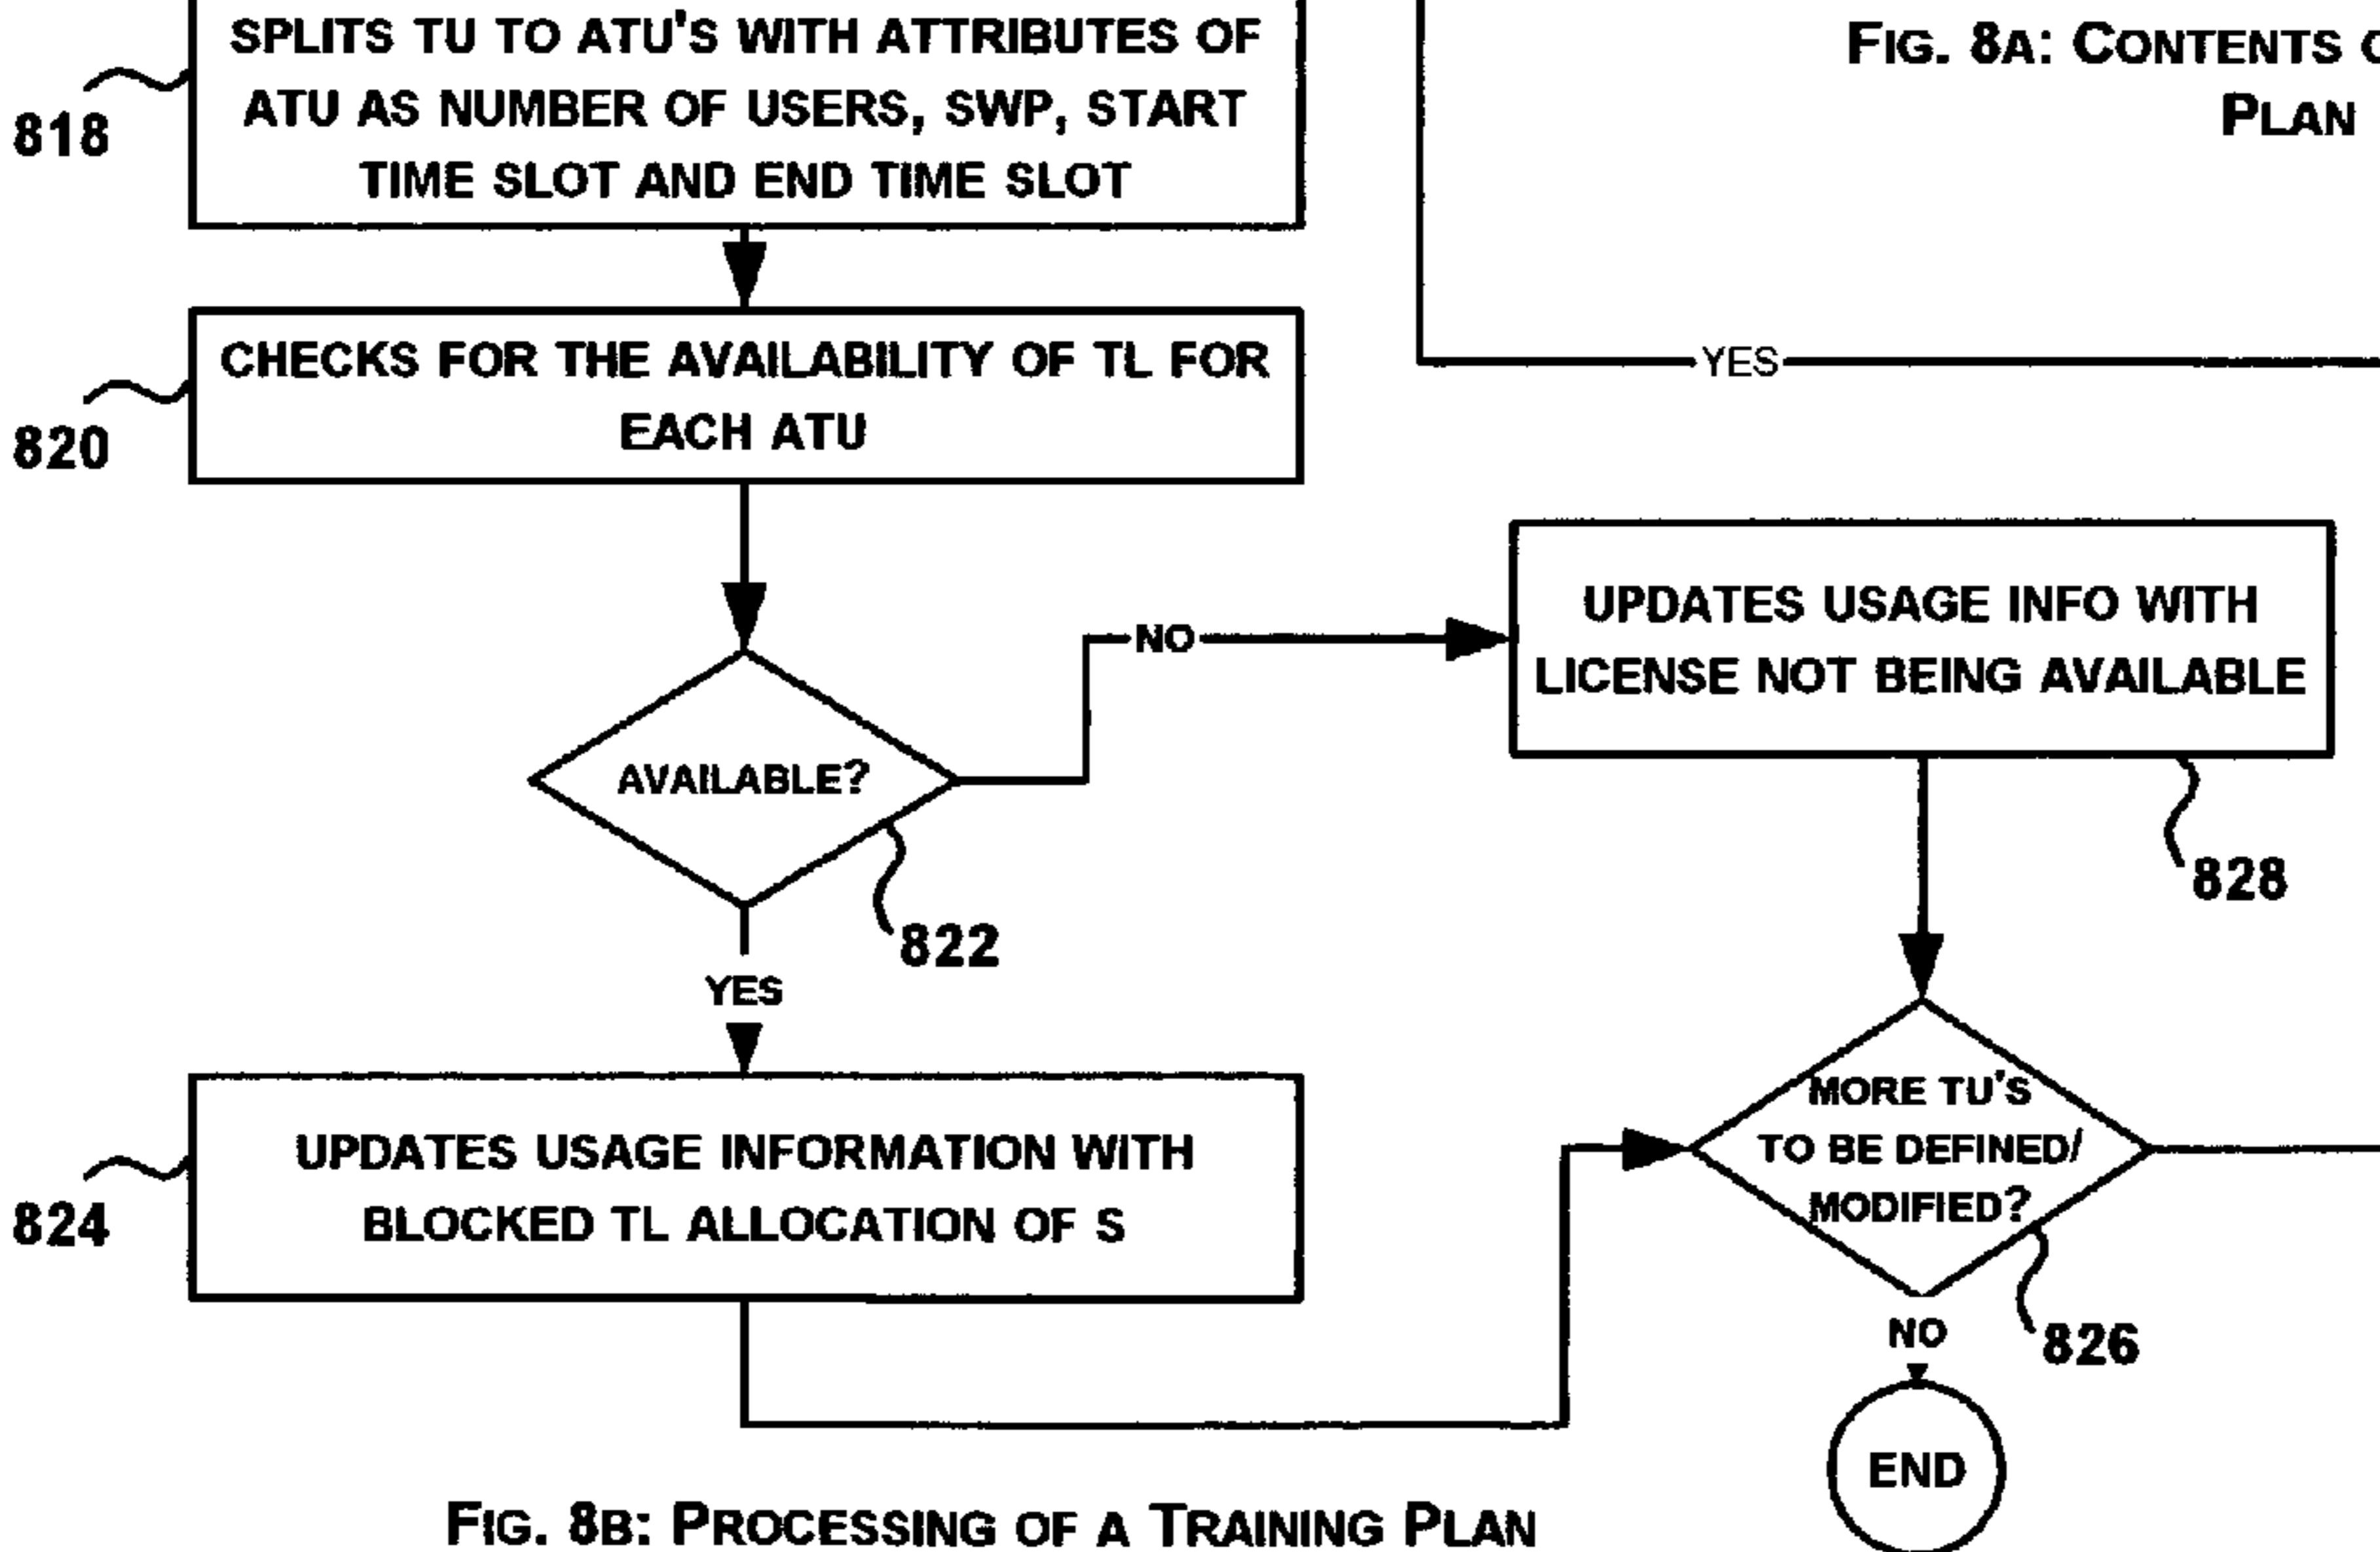 SPLITS TU TO ATU'S WITH ATTRIBUTES OF
ATU AS NUMBER OF USERS, SWP, START
TIME SLOT AND END TIME SLOT
818
FIG. 8A: CONTENTS
PLAN
CHECKS FOR THE AVAILABILITY OF TL FOR
EACH ATU
820
YES
NO
UPDATES USAGE INFO WITH
LICENSE NOT BEING AVAILABLE
828
AVAILABLE?
822
YES
UPDATES USAGE INFORMATION WITH
BLOCKED TL ALLOCATION OF S
824
MORE TU'S
TO BE DEFINED/
MODIFIED?
826
NO
END
FIG. 8B: PROCESSING OF A TRAINING PLAN